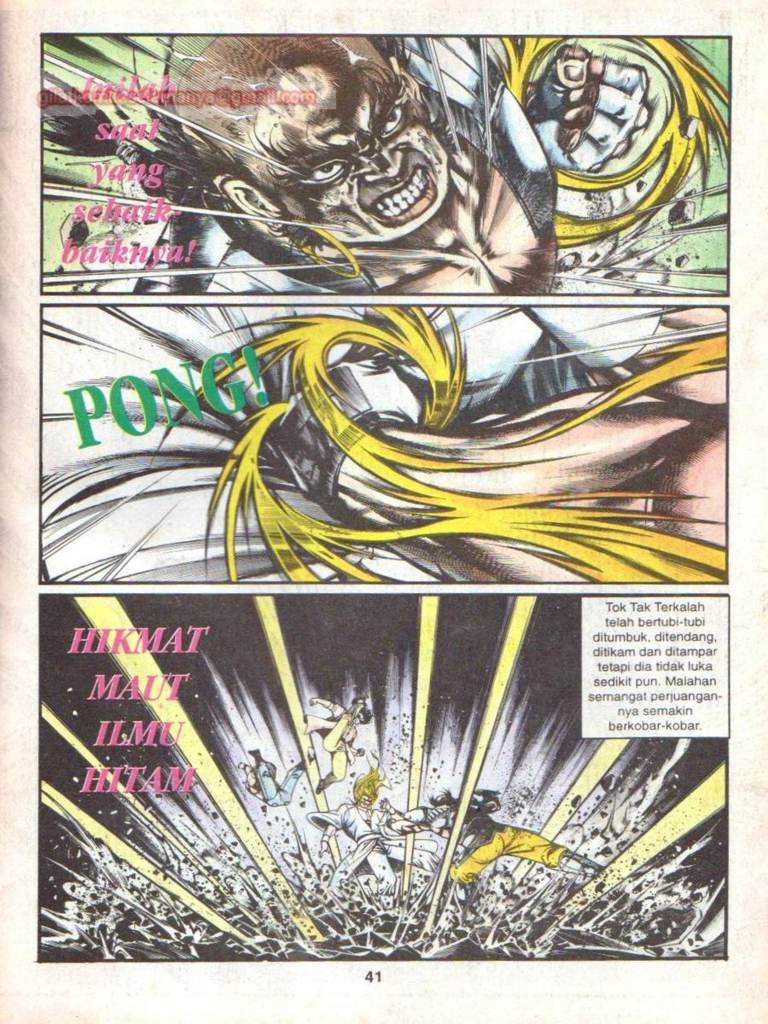 Inilah
saat
yang
sebaik-
baiknya!
PONG!
HIKMAT
MAUT
ILMU
HITAM
Tok Tak Terkalah
telah bertubi-tubi
ditumbuk, ditendang,
ditikam dan ditampar
tetapi dia tidak luka
sedikit pun. Malahan
semangat perjuangan-
nya semakin
berkobar-kobar.
41